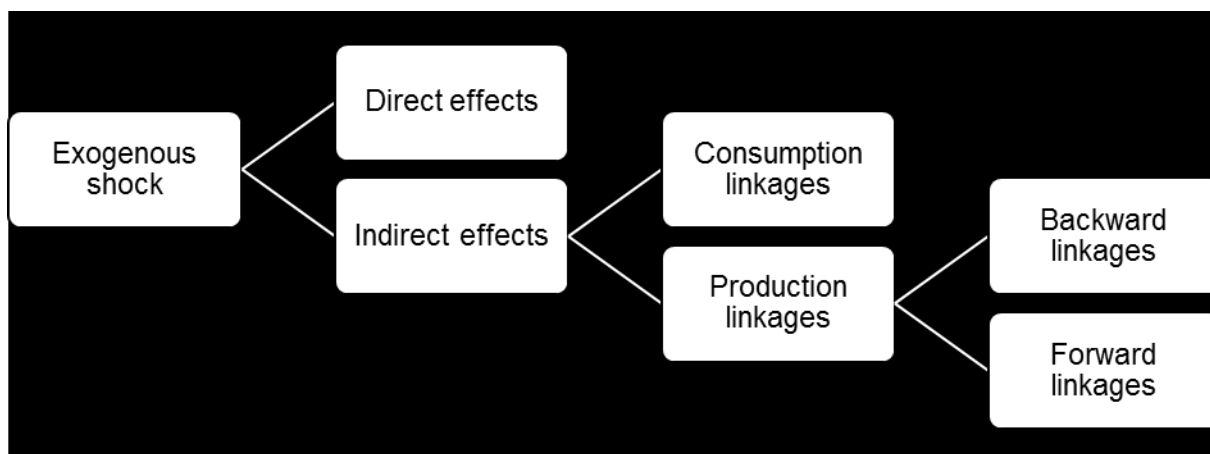 Exogenous
shock
Direct effects
Indirect effects
Consumption
linkages
Production
linkages
Backward
linkages
Forward
linkages